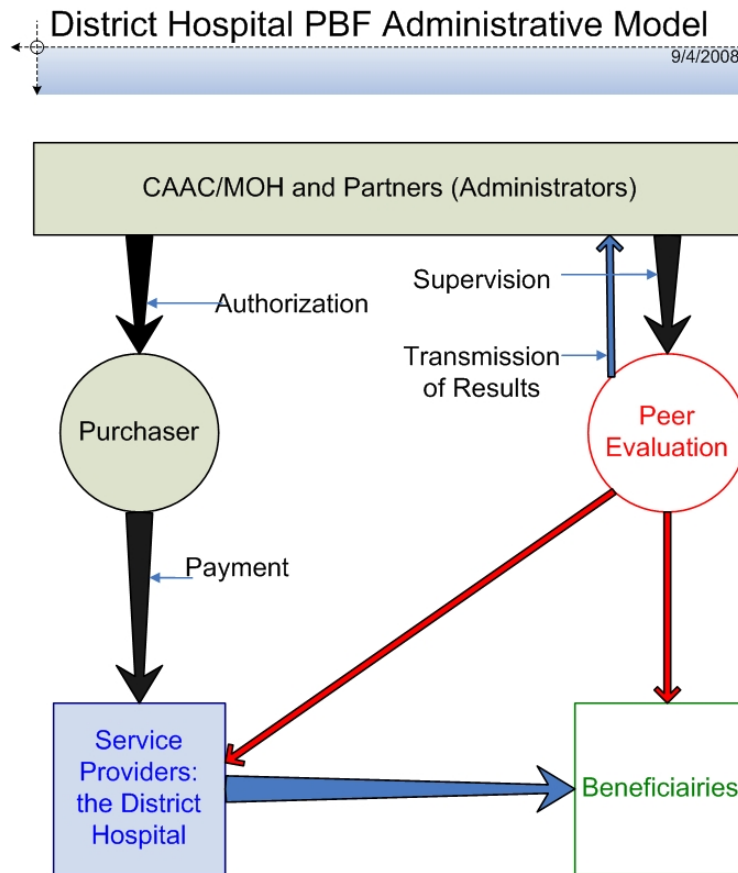 District Hospital PBF Administrative Model
9/4/2008
CAAC/MOH and Partners (Administrators)
Authorization
Supervision
Transmission
of Results
Purchaser
Peer
Evaluation
Payment
Service
Providers:
the District
Hospital
Beneficiairies